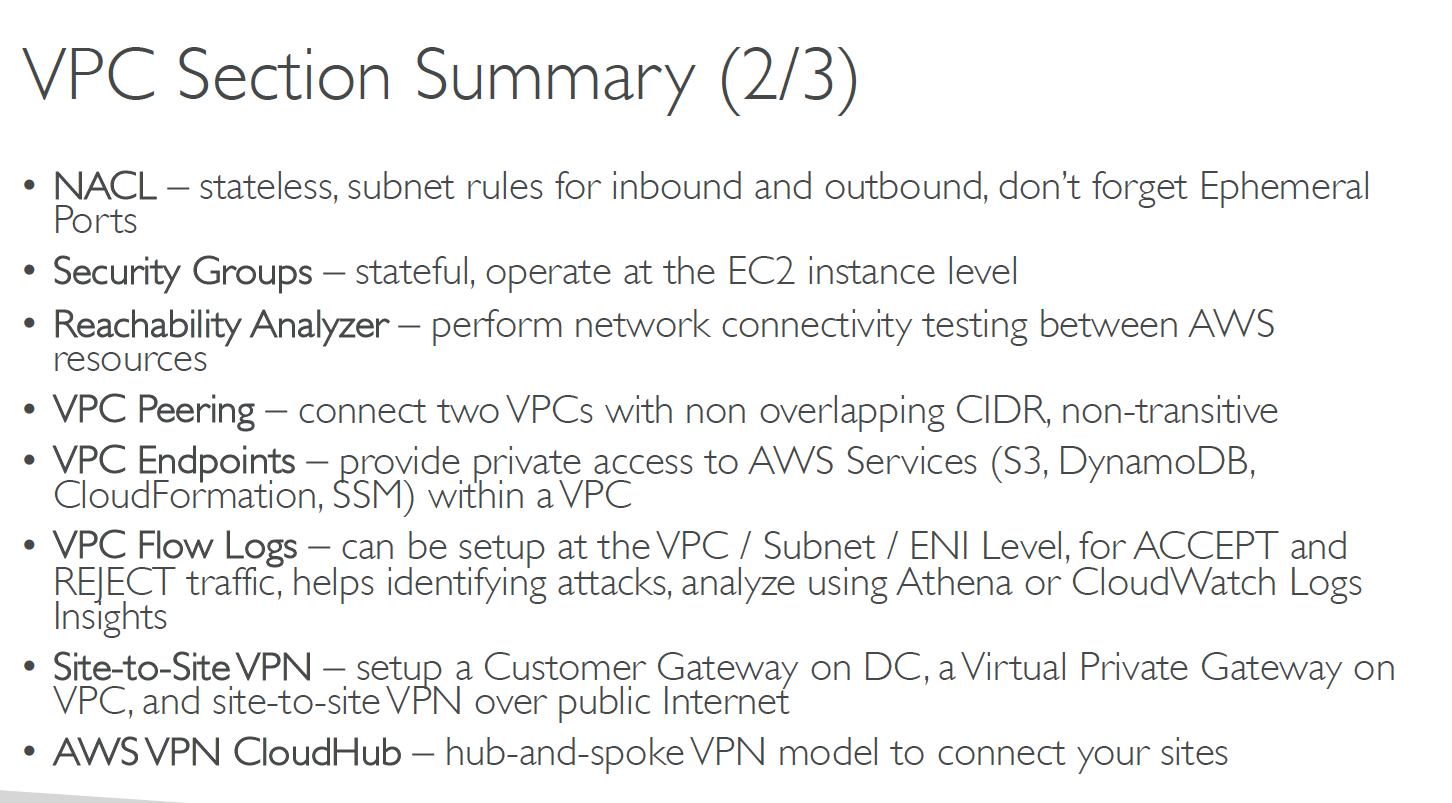 VPC Section Summary (2/3)
• NACL – stateless, subnet rules for inbound and outbound, don’t forget Ephemeral
Ports
• Security Groups – stateful, operate at the EC2 instance level
• Reachability Analyzer – perform network connectivity testing between AWS
resources
• VPC Peering – connect two VPCs with non overlapping CIDR, non-transitive
• VPC Endpoints – provide private access to AWS Services (S3, DynamoDB,
CloudFormation, SSM) within a VPC
• VPC Flow Logs – can be setup at the VPC / Subnet / ENI Level, for ACCEPT and
REJECT traffic, helps identifying attacks, analyze using Athena or CloudWatch Logs
Insights
• Site-to-Site VPN – setup a Customer Gateway on DC, a Virtual Private Gateway on
VPC, and site-to-site VPN over public Internet
• AWS VPN CloudHub – hub-and-spoke VPN model to connect your sites